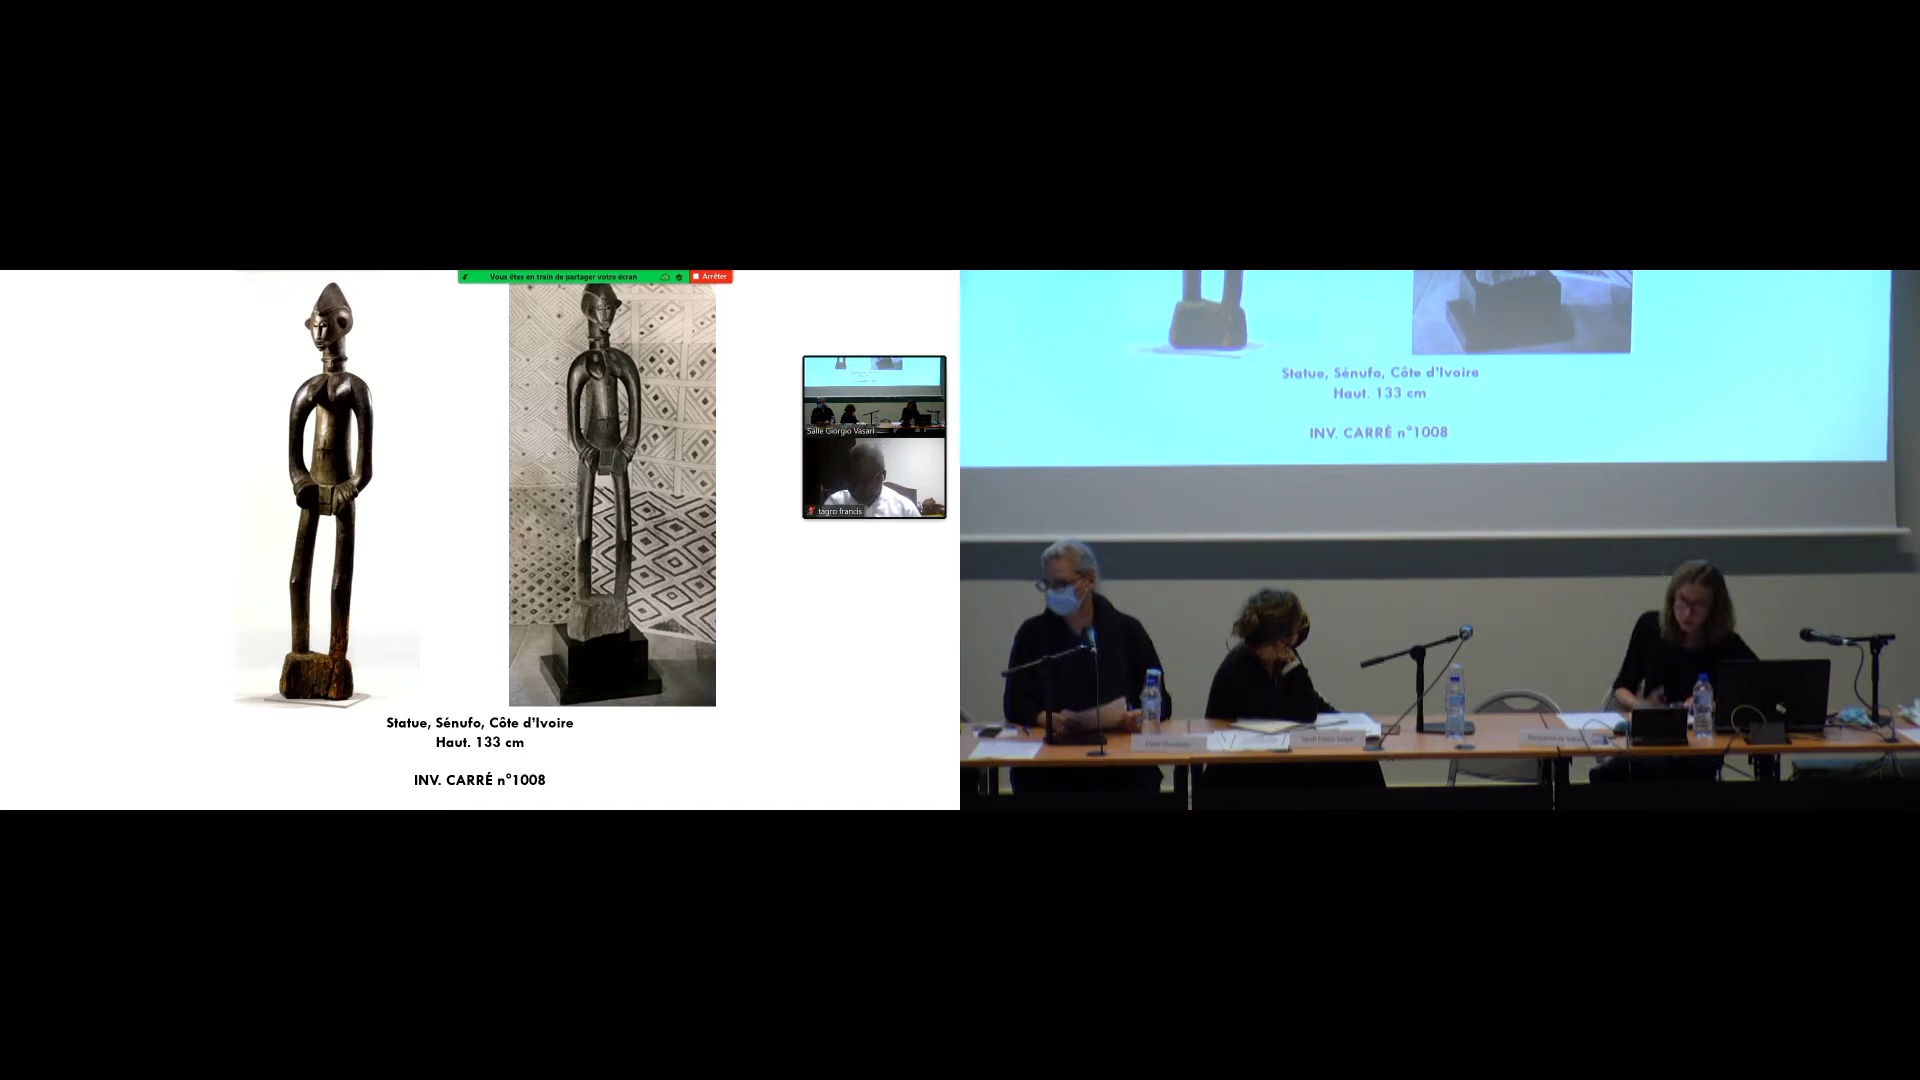 Vous êtes en train de partager votre écran
Arrêter
Salle Giorgio Vasari
tagro francis
Statue, Sénufo, Côte d'Ivoire
Haut. 133 cm
INV. CARRÉ n°1008
Statue, Sénufo, Côte d'Ivoire
Haut. 133 cm
INV. CARRÉ n°1008